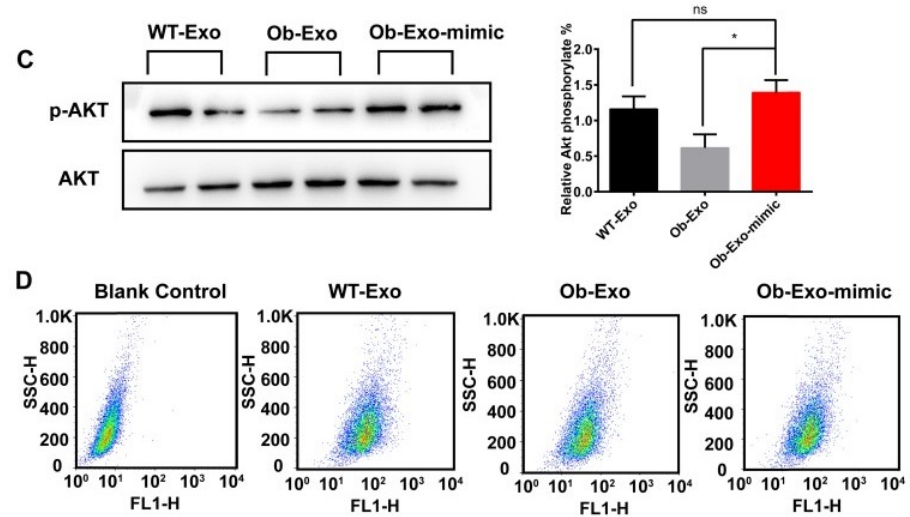 C
WT-Exo Ob-Exo Ob-Exo-mimic
p-AKT
AKT
ns
*
Relative Akt phosphorylate %
2.0
1.5
1.0
0.5
0.0
WT-Exo
Ob-Exo
Ob-Exo-mimic
D
Blank Control WT-Exo Ob-Exo Ob-Exo-mimic
SSC-H
1.0K
800
600
400
200
0
10⁰ 10¹ 10² 10³ 10⁴
FL1-H
SSC-H
1.0K
800
600
400
200
0
10⁰ 10¹ 10² 10³ 10⁴
FL1-H
SSC-H
1.0K
800
600
400
200
0
10⁰ 10¹ 10² 10³ 10⁴
FL1-H
SSC-H
1.0K
800
600
400
200
0
10⁰ 10¹ 10² 10³ 10⁴
FL1-H